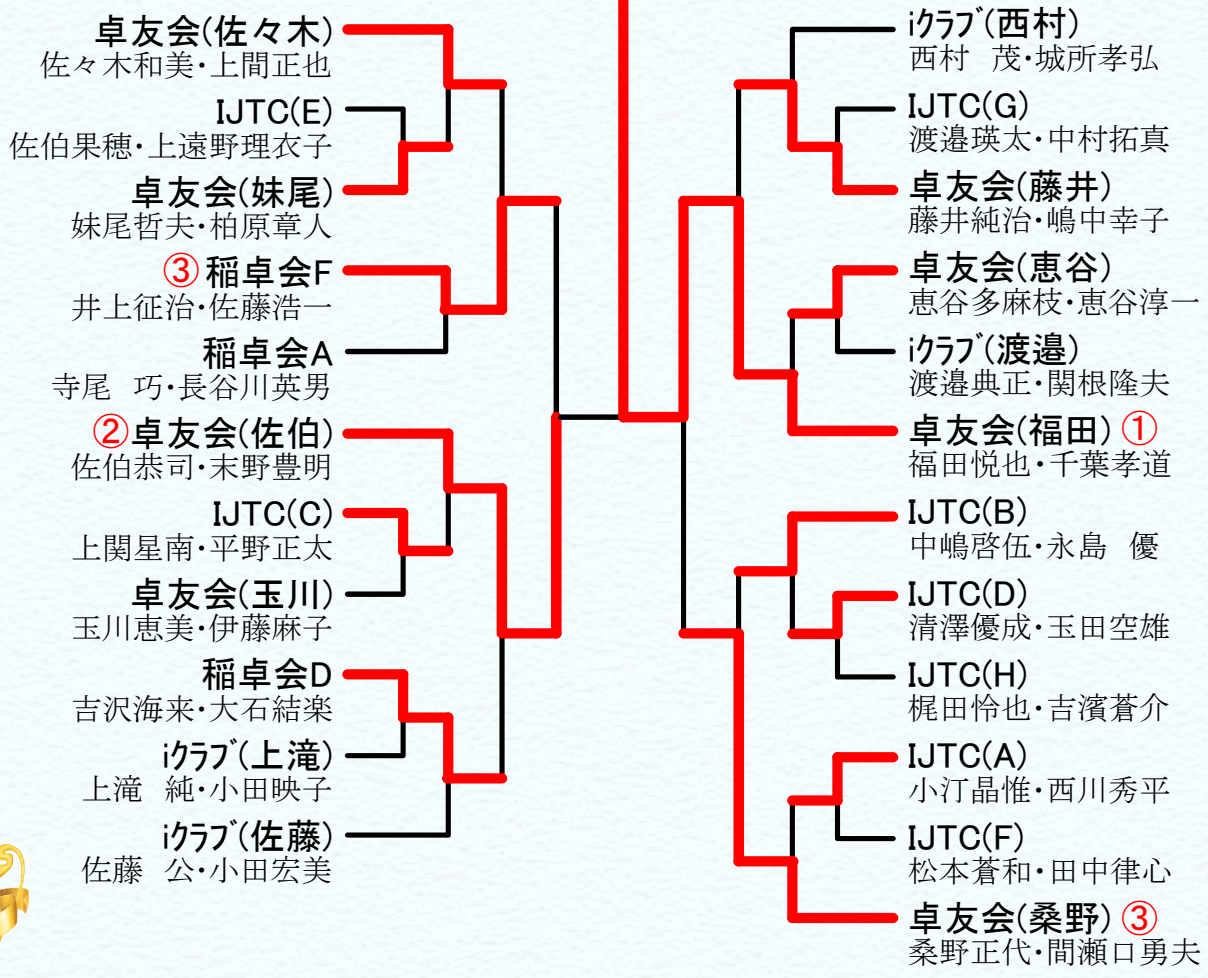 卓友会(佐々木)
佐々木和美・上間正也
IJTC(E)
佐伯果穂・上遠野理衣子
卓友会(妹尾)
妹尾哲夫・柏原章人
③稲卓会F
井上征治・佐藤浩一
稲卓会A
寺尾　巧・長谷川英男
②卓友会(佐伯)
佐伯恭司・末野豊明
IJTC(C)
上関星南・平野正太
卓友会(玉川)
玉川恵美・伊藤麻子
稲卓会D
吉沢海来・大石結楽
iｸﾗﾌﾞ(上滝)
上滝　純・小田映子
iｸﾗﾌﾞ(佐藤)
佐藤　公・小田宏美
iｸﾗﾌﾞ(西村)
西村　茂・城所孝弘
IJTC(G)
渡邉瑛太・中村拓真
卓友会(藤井)
藤井純治・嶋中幸子
卓友会(恵谷)
恵谷多麻枝・恵谷淳一
iｸﾗﾌﾞ(渡邉)
渡邉典正・関根隆夫
卓友会(福田)①
福田悦也・千葉孝道
IJTC(B)
中嶋啓伍・永島　優
IJTC(D)
清澤優成・玉田空雄
IJTC(H)
梶田怜也・吉濱蒼介
IJTC(A)
小汀晶惟・西川秀平
IJTC(F)
松本蒼和・田中律心
卓友会(桑野)③
桑野正代・間瀬口勇夫